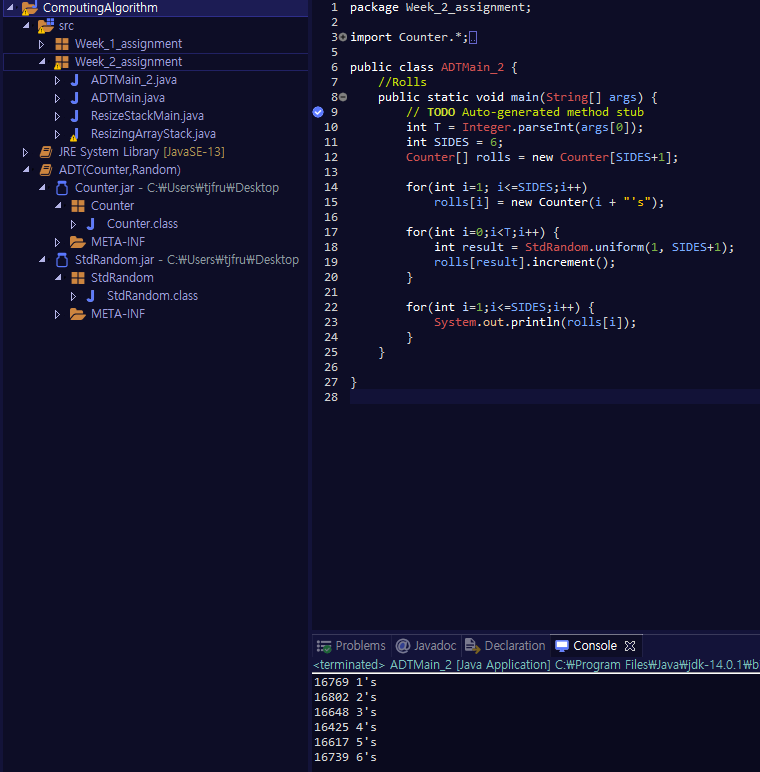 ComputingAlgorithm
src
Week_1_assignment
Week_2_assignment
ADTMain_2.java
ADTMain.java
ResizeStackMain.java
ResizingArrayStack.java
JRE System Library [JavaSE-13]
ADT(Counter,Random)
Counter.jar - C:₩Users₩tjfru₩Desktop
Counter
Counter.class
META-INF
StdRandom.jar - C:₩Users₩tjfru₩Desktop
StdRandom
StdRandom.class
META-INF
1 package Week_2_assignment;
2
3 import Counter.*;
5
6 public class ADTMain_2 {
7 //Rolls
8 public static void main(String[] args) {
9 // TODO Auto-generated method stub
10 int T = Integer.parseInt(args[0]);
11 int SIDES = 6;
12 Counter[] rolls = new Counter[SIDES+1];
13
14 for(int i=1; i<=SIDES;i++)
15 rolls[i] = new Counter(i + "'s");
16
17 for(int i=0;i<T;i++) {
18 int result = StdRandom.uniform(1, SIDES+1);
19 rolls[result].increment();
20 }
21
22 for(int i=1;i<=SIDES;i++) {
23 System.out.println(rolls[i]);
24 }
25 }
26
27 }
28
Problems @ Javadoc Declaration Console
<terminated> ADTMain_2 [Java Application] C:₩Program Files₩Java₩jdk-14.0.1₩b
16769 1's
16802 2's
16648 3's
16425 4's
16617 5's
16739 6's